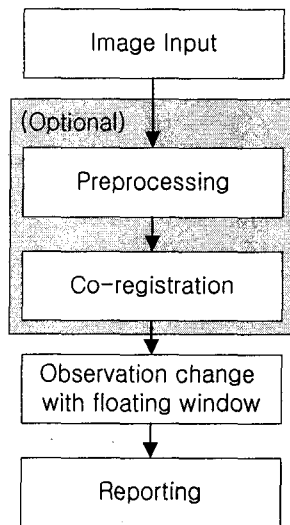 Image Input
(Optional)
Preprocessing
Co-registration
Observation change
with floating window
Reporting